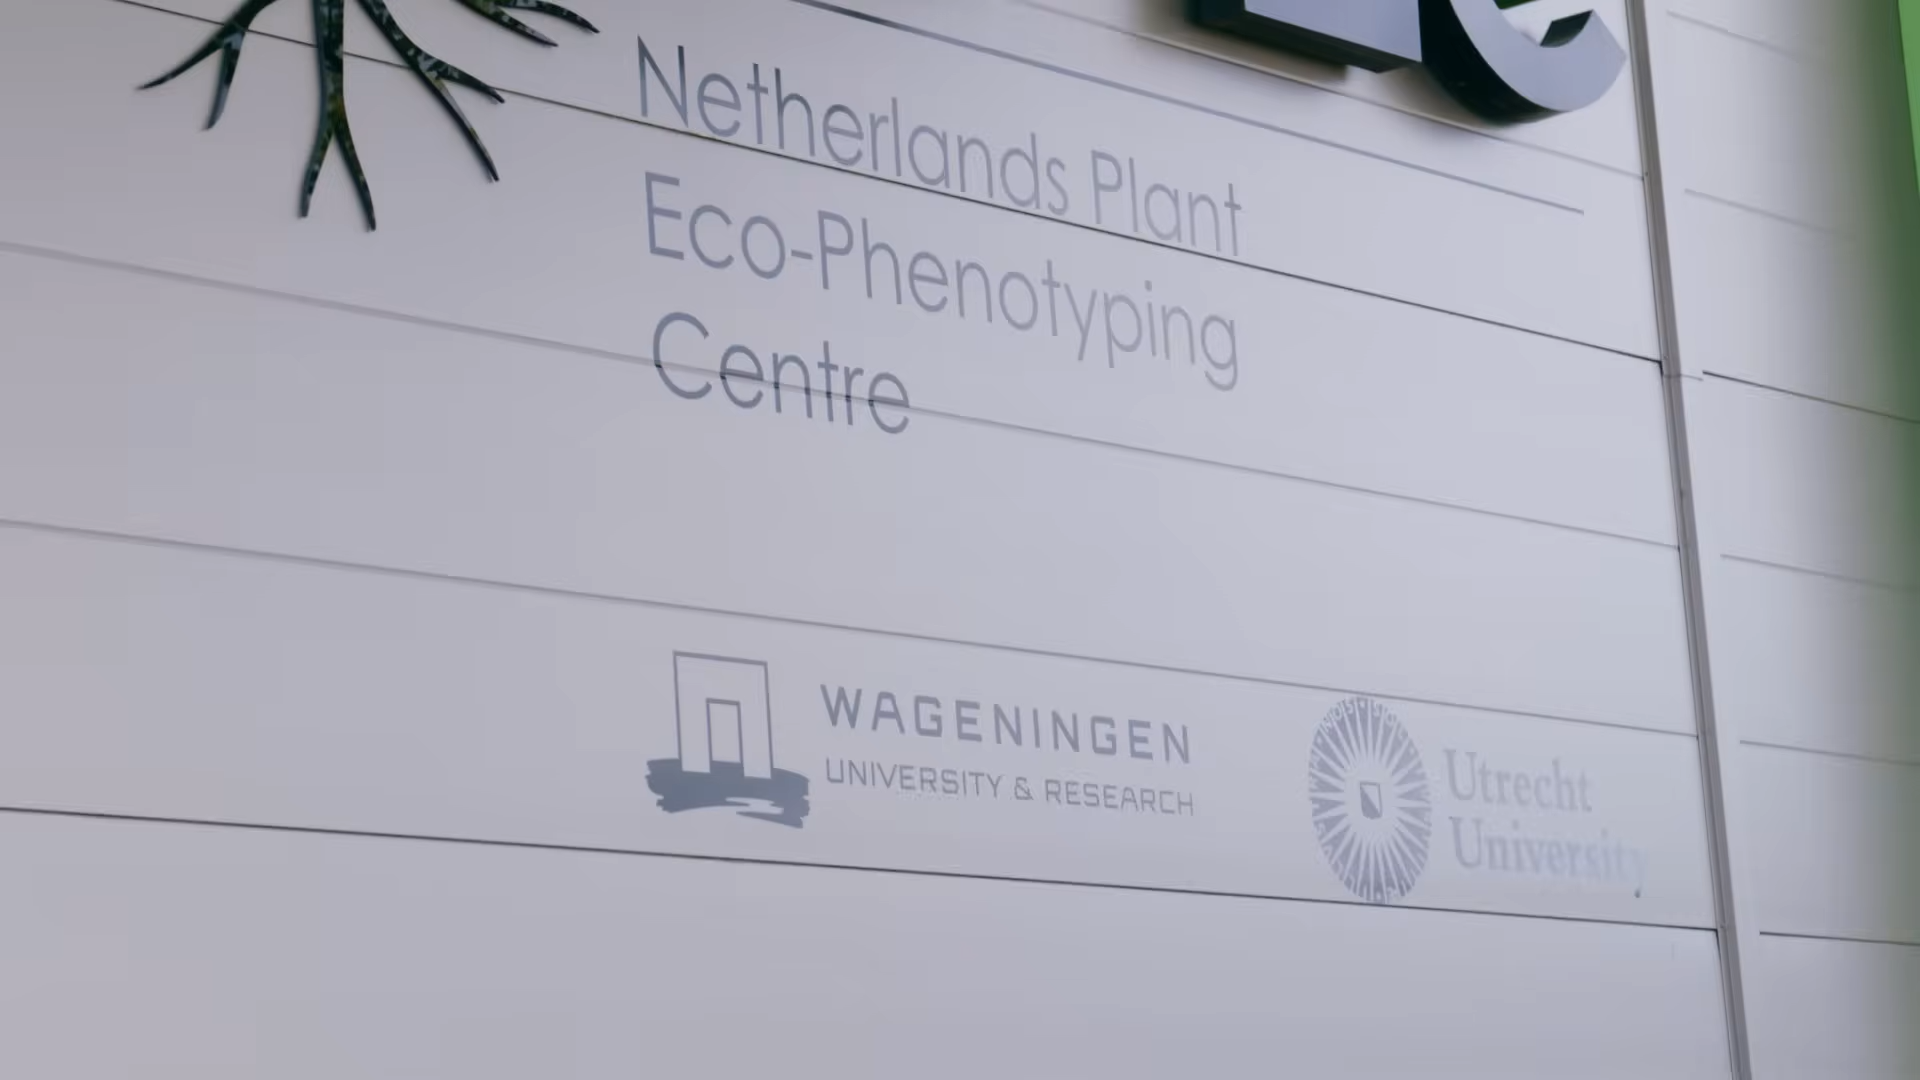 Netherlands Plant
Eco-Phenotyping
Centre
WAGENINGEN
UNIVERSITY & RESEARCH
Utrecht
University